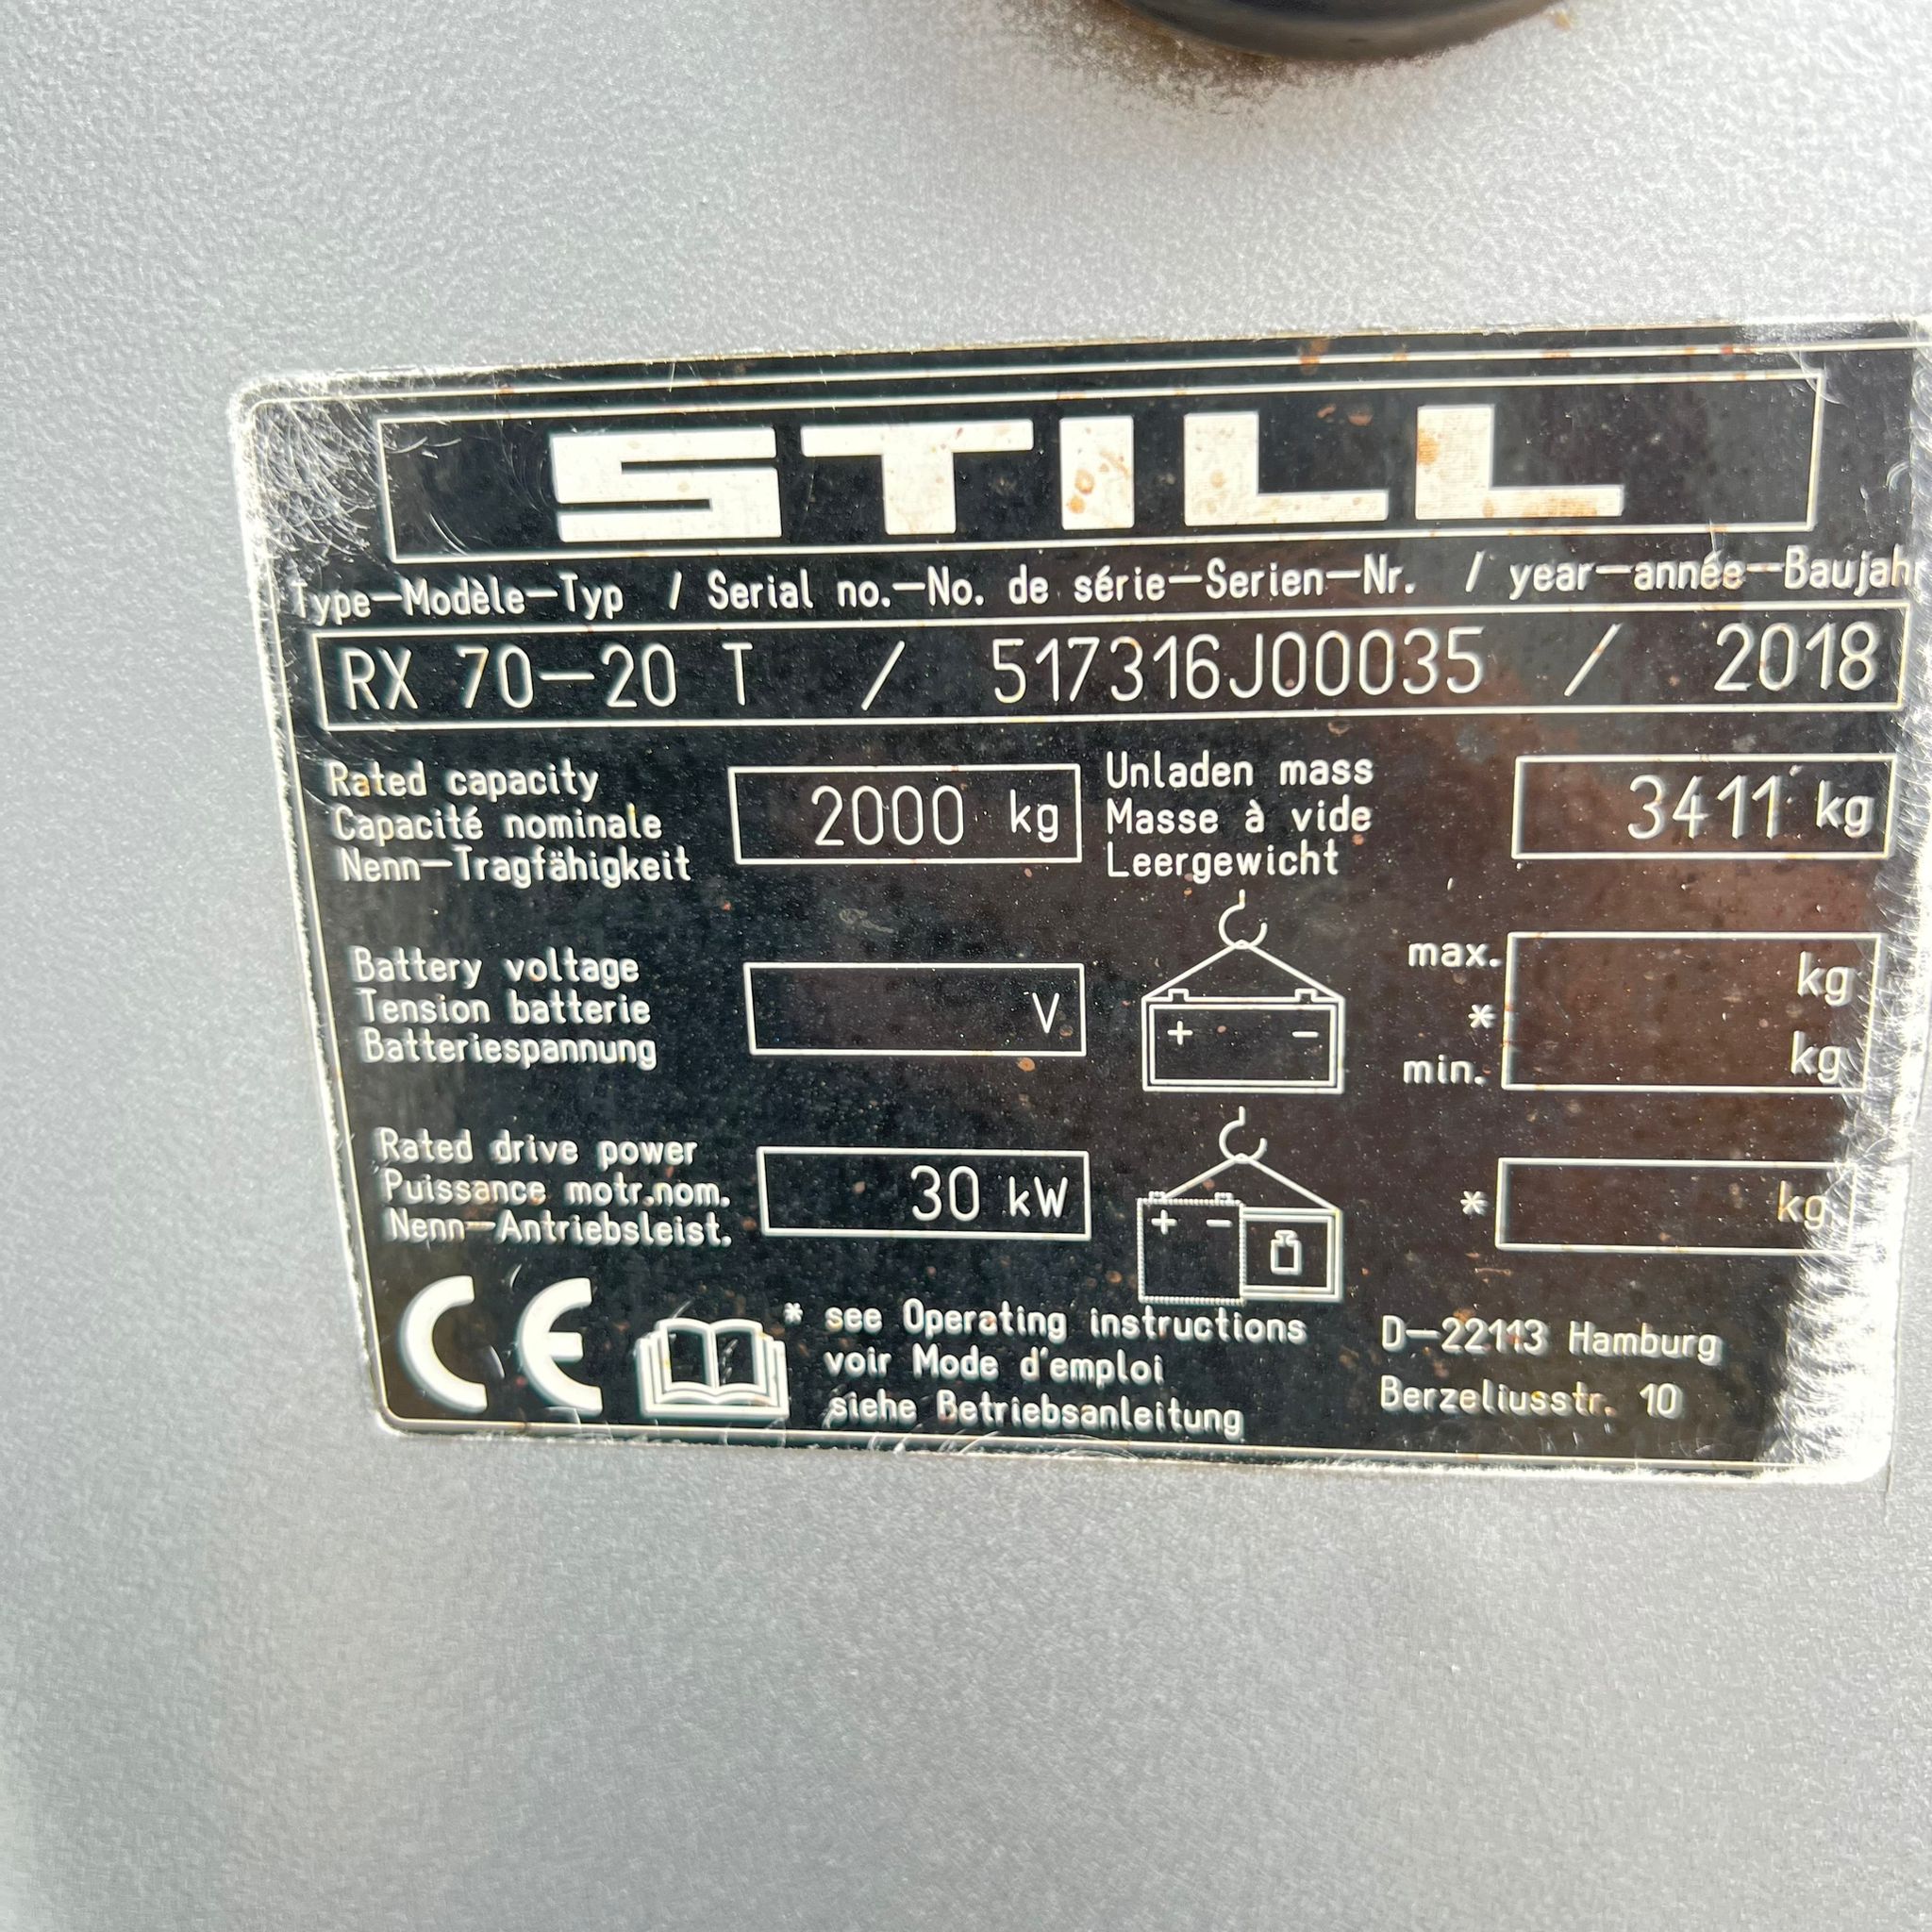 STILL
Type-Modèle-Typ / Serial no.-No. de série-Serien-Nr. / year-année-Baujah
RX 70-20 T / 517316J00035 / 2018
Rated capacity
Capacité nominale
Nenn-Tragfähigkeit
2000 kg
Unladen mass
Masse à vide
Leergewicht
3411 kg
Battery voltage
Tension batterie
Batteriespannung
V
+ -
max.
*
min.
kg
kg
Rated drive power
Puissance motr.nom.
Nenn-Antriebsleist.
30 kW
+ -
* kg
CE
* see Operating instructions
voir Mode d'emploi
siehe Betriebsanleitung
D-22113 Hamburg
Berzeliusstr. 10